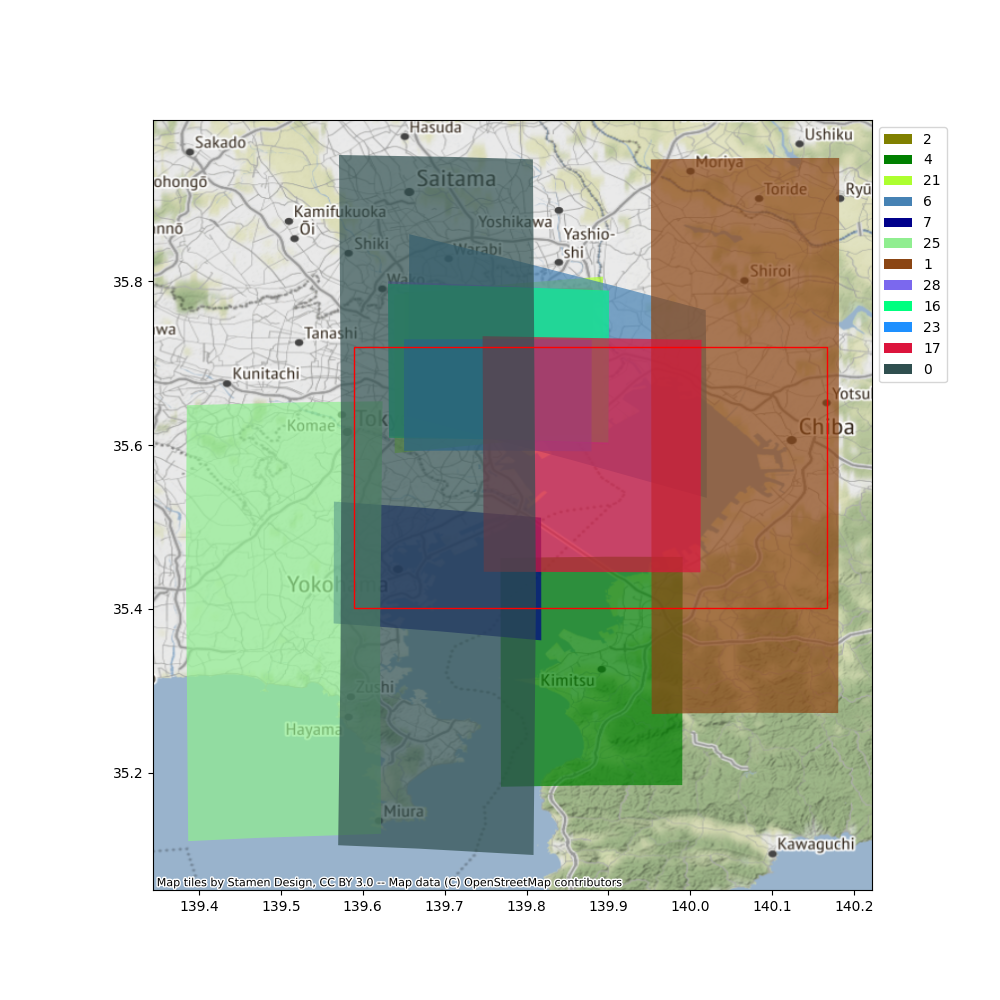 Hasuda
Ushiku
Sakado
Moriya
ohongō
Saitama
Toride
Ryū
Kamifukuoka
Ōi
Yoshikawa
annō
Yashio-
shi
Shiki
Warabi
Shiroi
Wako
wa
Tanashi
Kunitachi
Yotsu
Komae
Tok
Chiba
Yokohama
Kimitsu
Zushi
Hayama
Miura
Kawaguchi
Map tiles by Stamen Design, CC BY 3.0 -- Map data (C) OpenStreetMap contributors
35.8
35.6
35.4
35.2
139.4 139.5 139.6 139.7 139.8 139.9 140.0 140.1 140.2
2
4
21
6
7
25
1
28
16
23
17
0